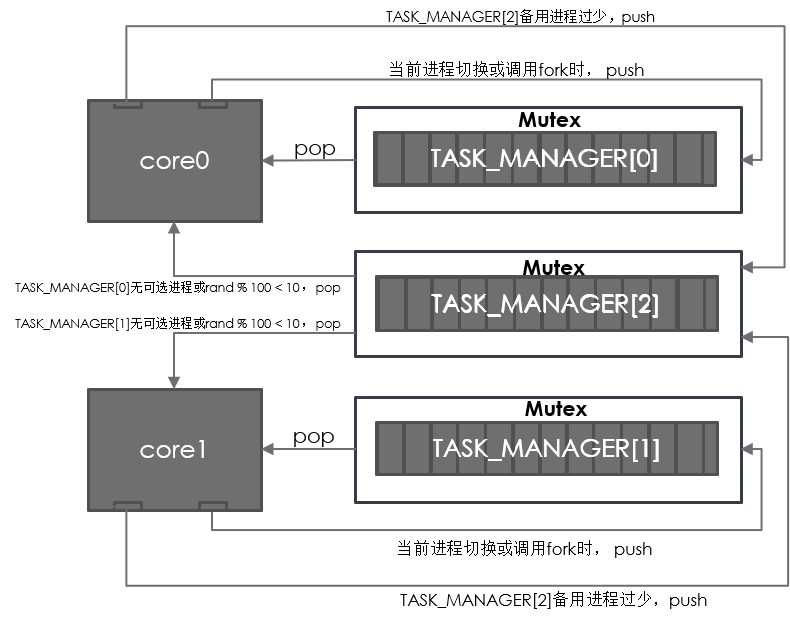 TASK_MANAGER[2]备用进程过少，push
当前进程切换或调用fork时， push
Mutex
core0
pop
TASK_MANAGER[0]
Mutex
TASK_MANAGER[0]无可选进程或rand % 100 < 10， pop
TASK_MANAGER[2]
TASK_MANAGER[1]无可选进程或rand % 100 < 10， pop
Mutex
core1
pop
TASK_MANAGER[1]
当前进程切换或调用fork时， push
TASK_MANAGER[2]备用进程过少，push